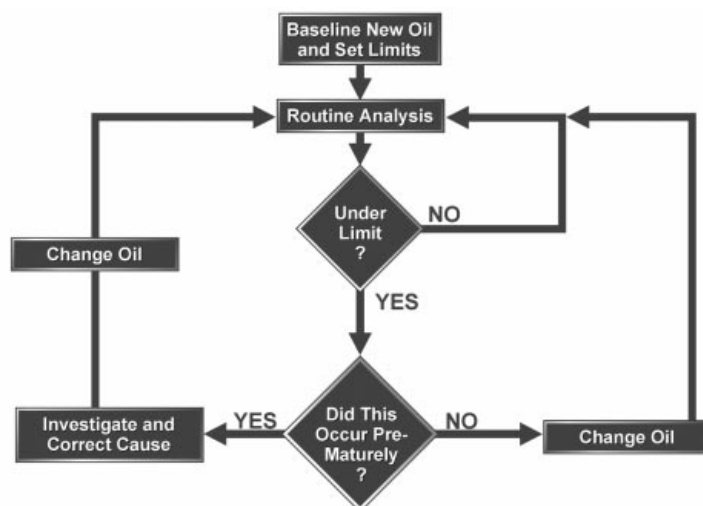 Baseline New Oil
and Set Limits
Routine Analysis
Under
Limit
?
NO
Change Oil
YES
Investigate and
Correct Cause
YES
Did This
Occur Pre-
Maturely
?
NO
Change Oil